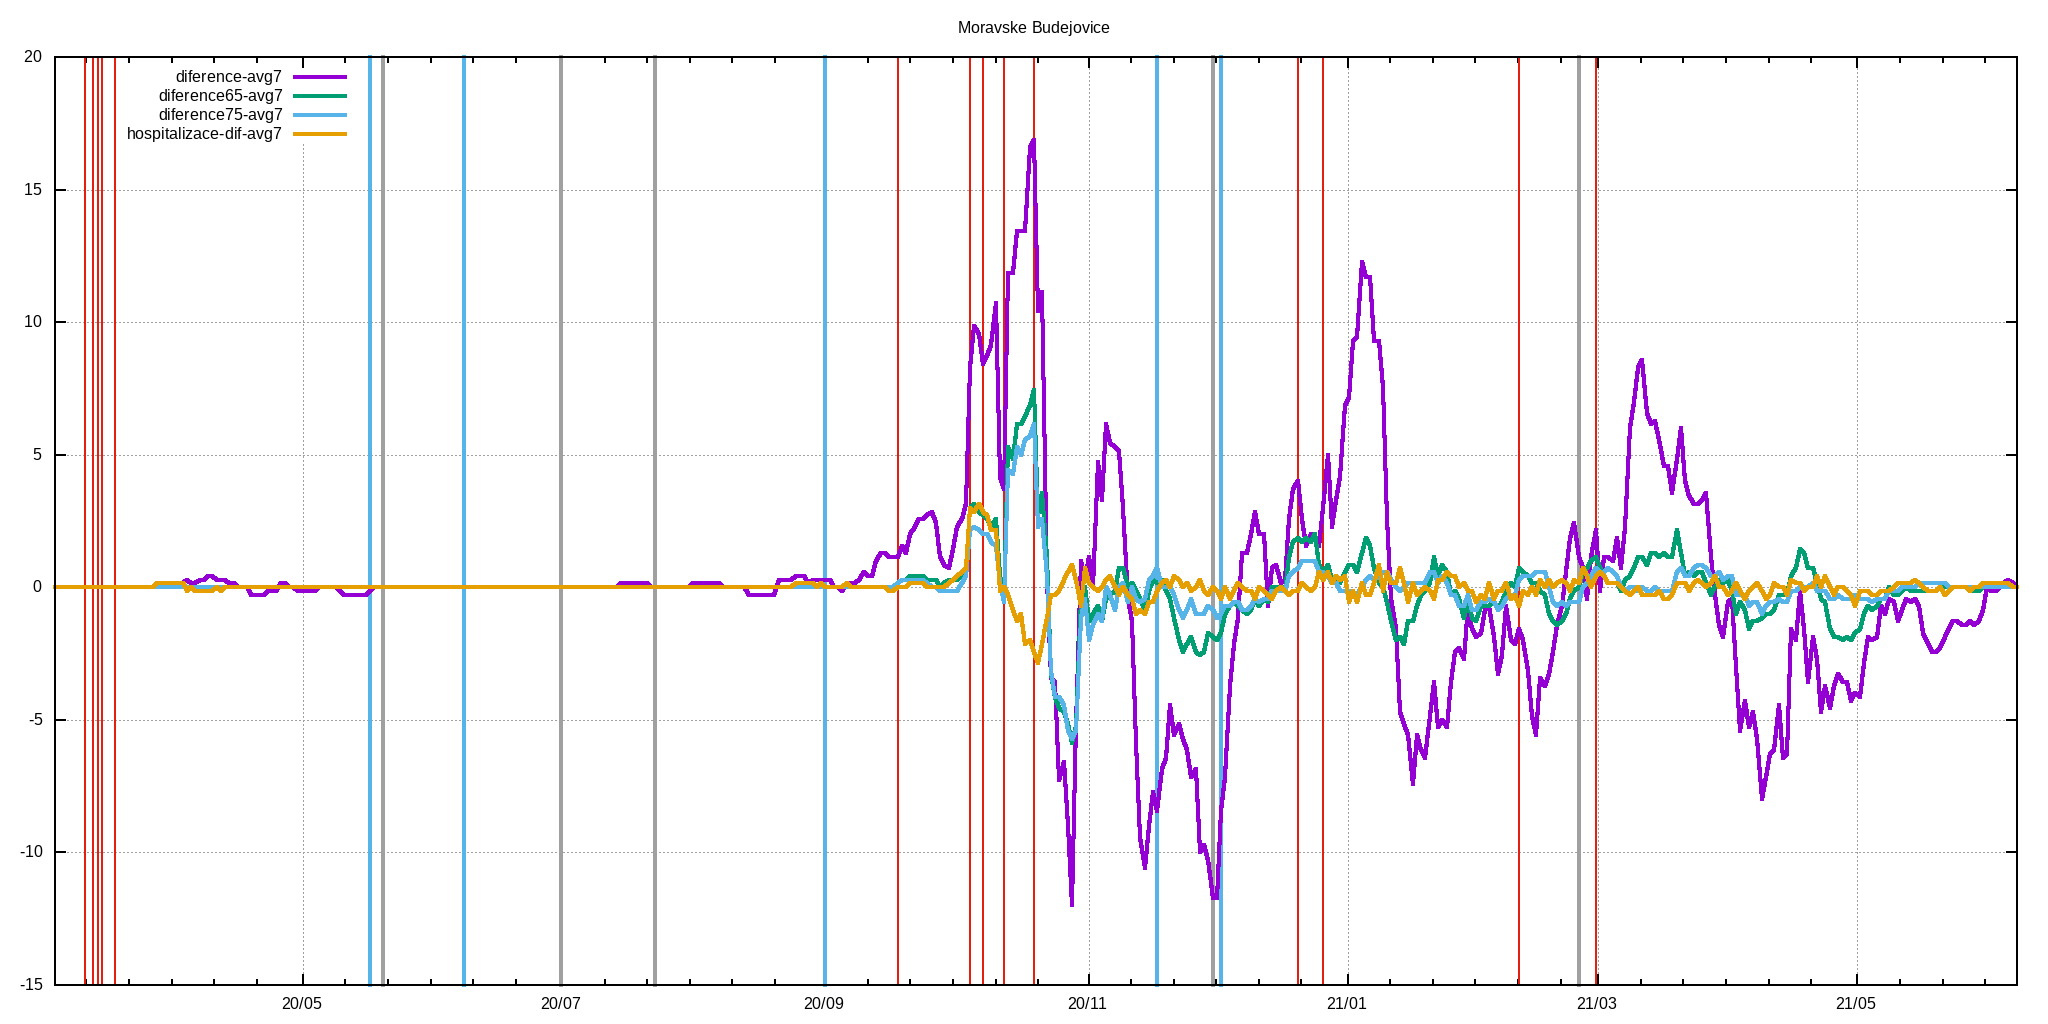 Moravske Budejovice
diference-avg7
diference65-avg7
diference75-avg7
hospitalizace-dif-avg7
20
15
10
5
0
-5
-10
-15
20/05 20/07 20/09 20/11 21/01 21/03 21/05